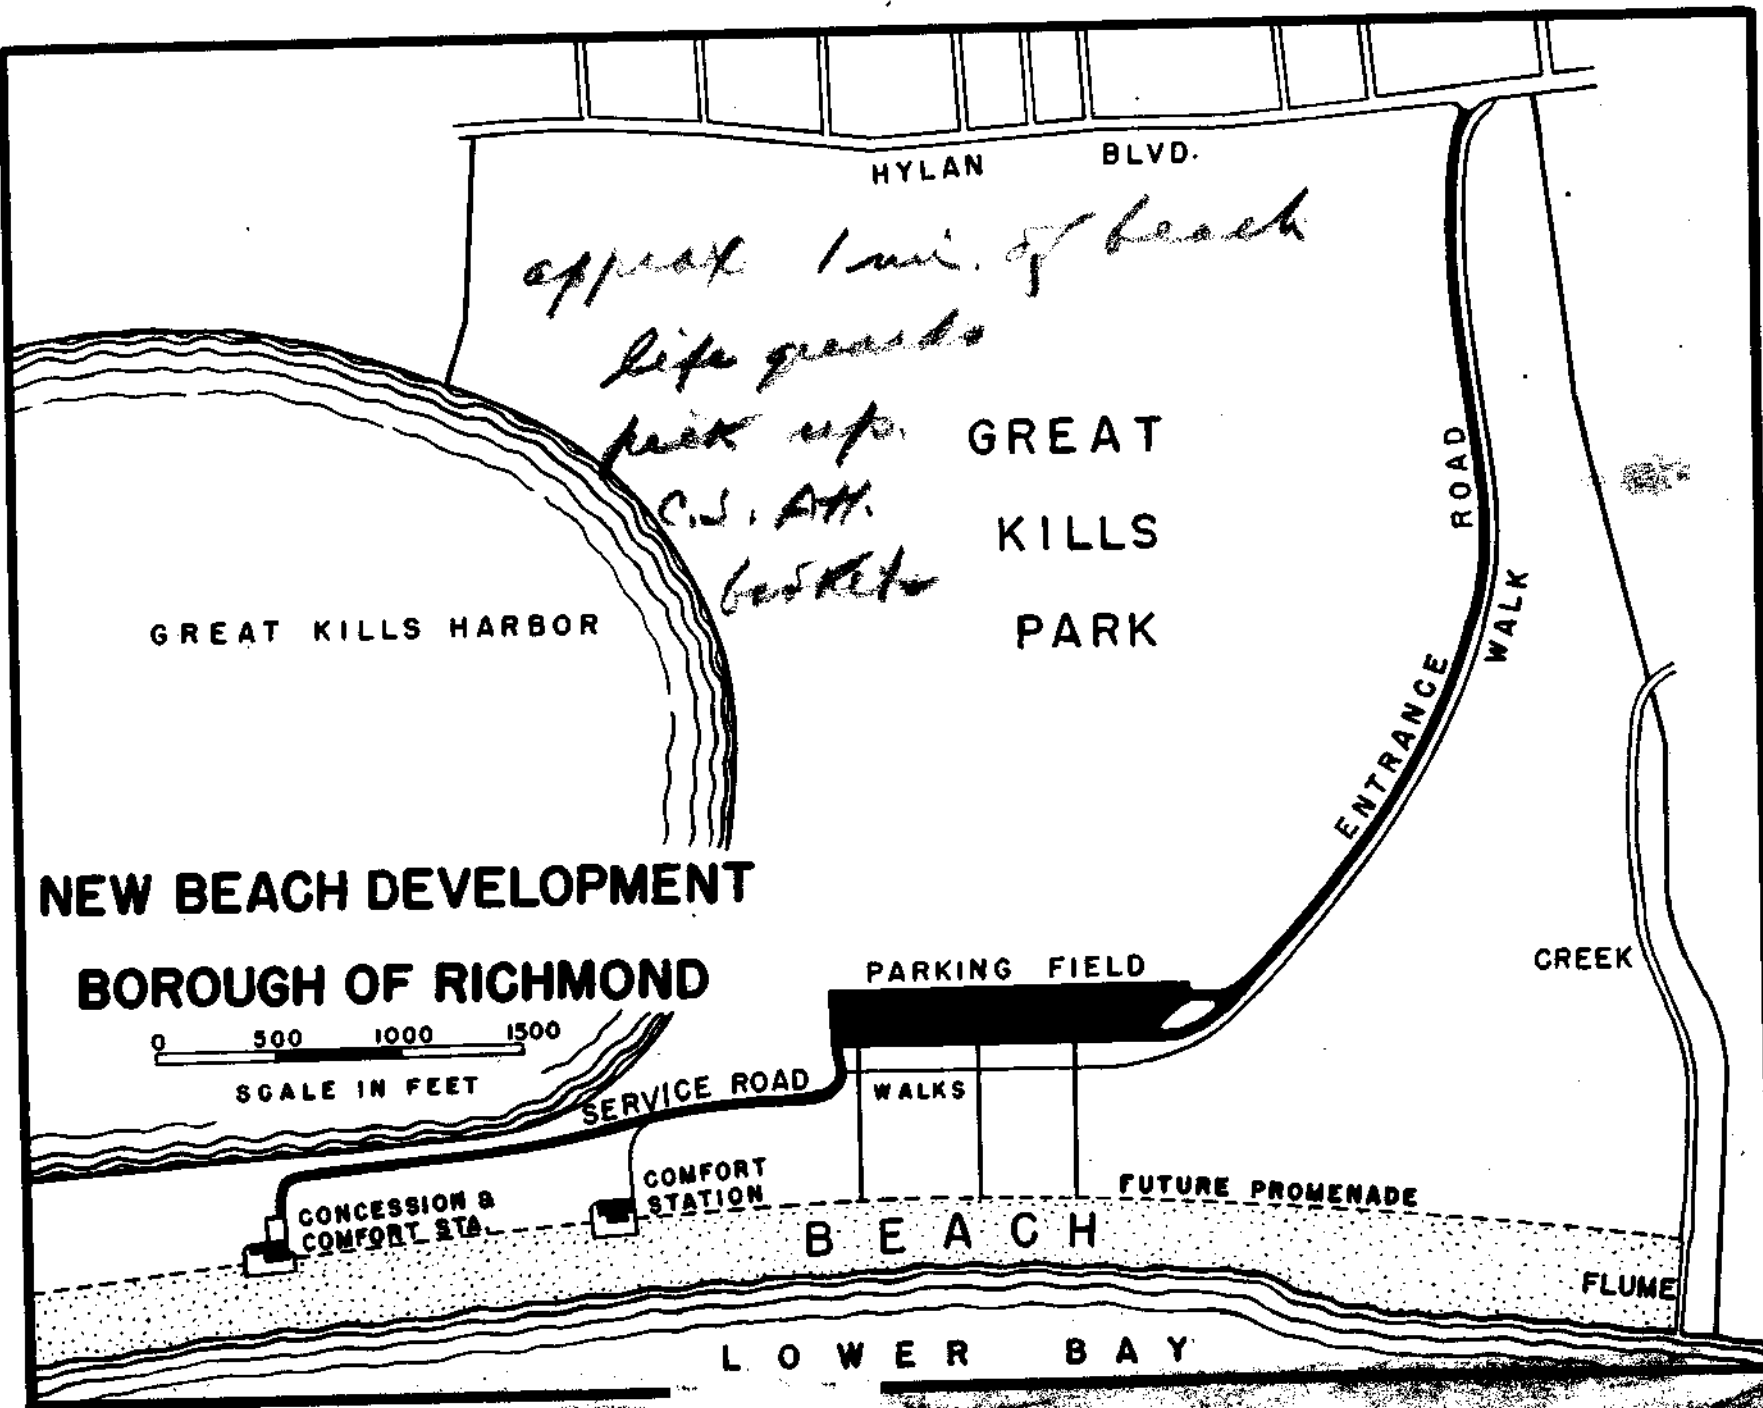 HYLAN BLVD.
approx 1 mi. of beach
life guards
pick up.
GREAT
KILLS
PARK
ROAD
WALK
ENTRANCE
GREAT KILLS HARBOR
NEW BEACH DEVELOPMENT
BOROUGH OF RICHMOND
0 500 1000 1500
SCALE IN FEET
PARKING FIELD
CREEK
SERVICE ROAD
WALKS
COMFORT
STATION
CONCESSION &
COMFORT STA.
FUTURE PROMENADE
BEACH
FLUME
LOWER BAY